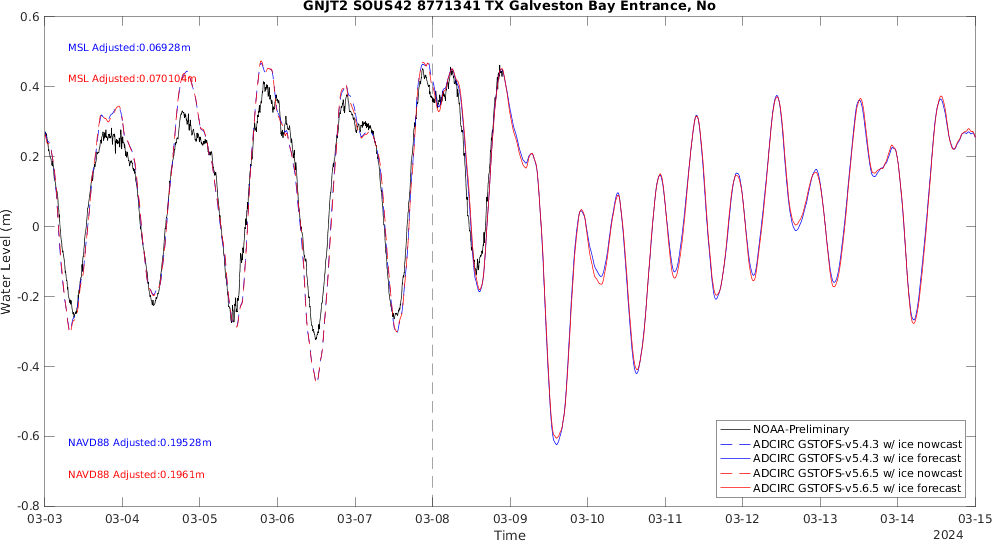 GNJT2 SOUS42 8771341 TX Galveston Bay Entrance, No
MSL Adjusted:0.06928m
MSL Adjusted:0.070104m
NAVD88 Adjusted:0.19528m
NAVD88 Adjusted:0.1961m
Water Level (m)
0.6
0.4
0.2
0
-0.2
-0.4
-0.6
-0.8
NOAA-Preliminary
ADCIRC GSTOFS-v5.4.3 w/ ice nowcast
ADCIRC GSTOFS-v5.4.3 w/ ice forecast
ADCIRC GSTOFS-v5.6.5 w/ ice nowcast
ADCIRC GSTOFS-v5.6.5 w/ ice forecast
03-03 03-04 03-05 03-06 03-07 03-08 03-09 03-10 03-11 03-12 03-13 03-14 03-15
Time
2024